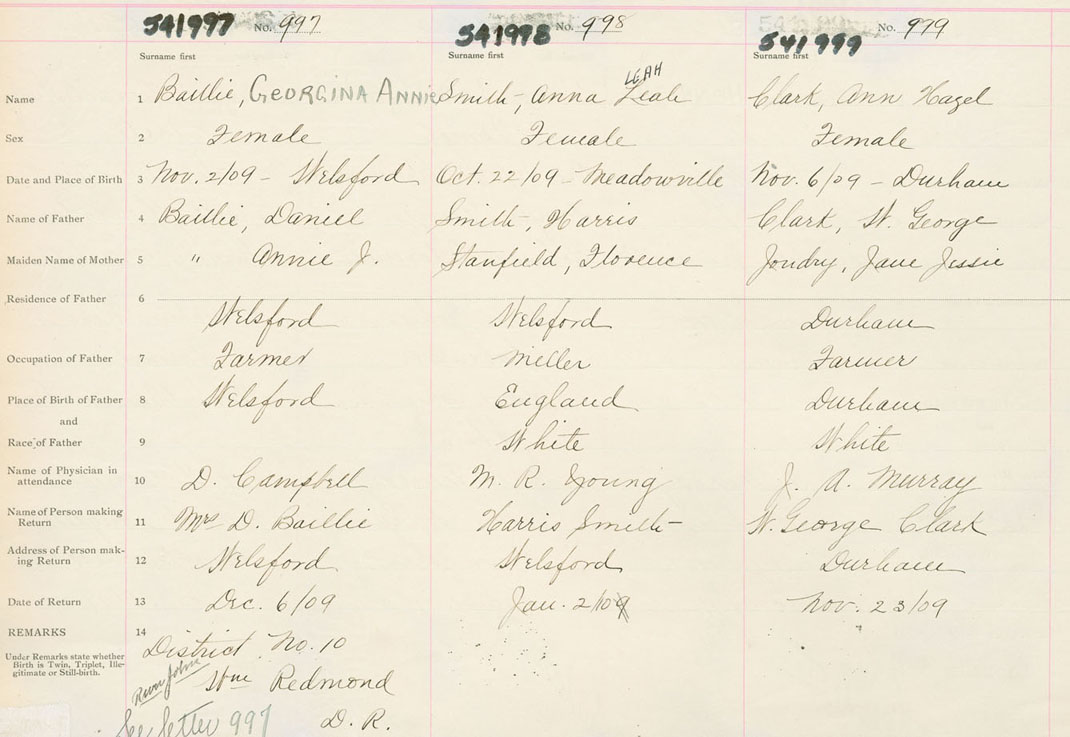 541997 No. 997 541998 No. 998 541999 No. 979
Surname first Surname first Surname first
Name 1 Baillie, GEORGINA ANNIE Smith, Anna Leah LEAH Clark, Ann Hazel
Sex 2 Female Female Female
Date and Place of Birth 3 Nov. 2/09 - Welsford Oct. 22/09 - Meadowville Nov. 6/09 - Durham
Name of Father 4 Baillie, Daniel Smith, Harris Clark, W. George
Maiden Name of Mother 5 " Annie J. Stanfield, Florence Joudry, Jane Jessie
Residence of Father 6
Welsford Welsford Durham
Occupation of Father 7 Farmer Miller Farmer
Place of Birth of Father 8 Welsford England Durham
and
Race of Father 9 White White
Name of Physician in
attendance 10 D. Campbell M. R. Young J. A. Murray
Name of Person making
Return 11 Mrs D. Baillie Harris Smith W. George Clark
Address of Person mak-
ing Return 12 Welsford Welsford Durham
Date of Return 13 Dec. 6/09 Jan. 2/09 Nov. 23/09
REMARKS 14 District No. 10
Under Remarks state whether
Birth is Twin, Triplet, Ille-
gitimate or Still-birth.
River John
Wm Redmond
See letter 997 D. R.